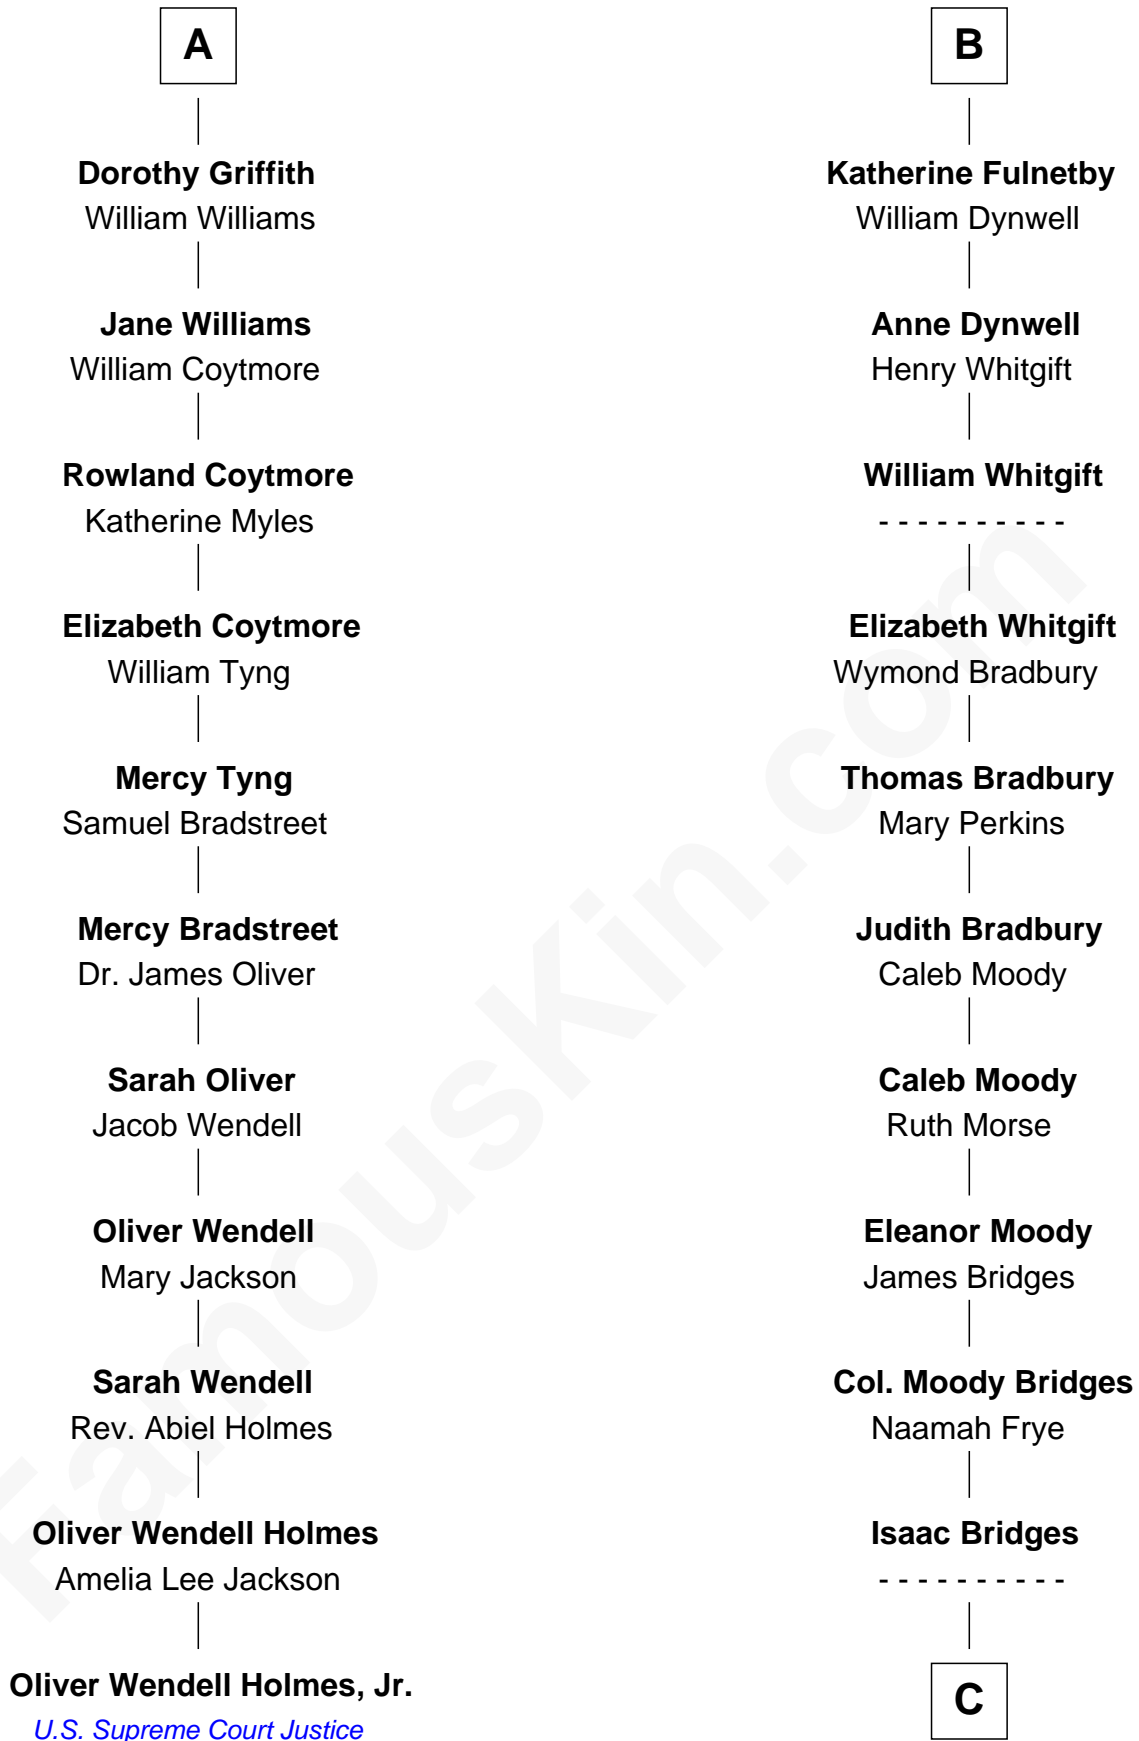 A
Dorothy Griffith
William Williams
Jane Williams
William Coytmore
Rowland Coytmore
Katherine Myles
Elizabeth Coytmore
William Tyng
Mercy Tyng
Samuel Bradstreet
Mercy Bradstreet
Dr. James Oliver
Sarah Oliver
Jacob Wendell
Oliver Wendell
Mary Jackson
Sarah Wendell
Rev. Abiel Holmes
Oliver Wendell Holmes
Amelia Lee Jackson
Oliver Wendell Holmes, Jr.
U.S. Supreme Court Justice
B
Katherine Fulnetby
William Dynwell
Anne Dynwell
Henry Whitgift
William Whitgift
- - - - - - - - - -
Elizabeth Whitgift
Wymond Bradbury
Thomas Bradbury
Mary Perkins
Judith Bradbury
Caleb Moody
Caleb Moody
Ruth Morse
Eleanor Moody
James Bridges
Col. Moody Bridges
Naamah Frye
Isaac Bridges
- - - - - - - - - -
C
FamousKin.com